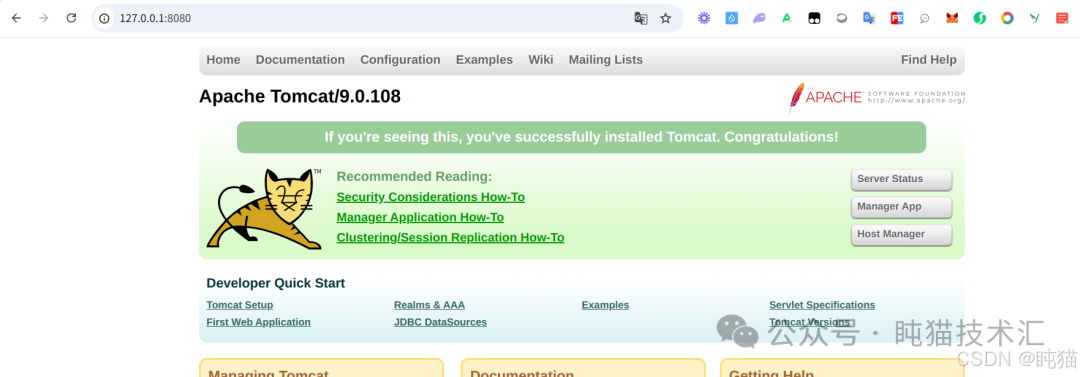 127.0.0.1:8080
Home Documentation Configuration Examples Wiki Mailing Lists Find Help
Apache Tomcat/9.0.108
APACHE SOFTWARE FOUNDATION
http://www.apache.org/
If you're seeing this, you've successfully installed Tomcat. Congratulations!
TM
Recommended Reading:
Security Considerations How-To
Manager Application How-To
Clustering/Session Replication How-To
Server Status
Manager App
Host Manager
Developer Quick Start
Tomcat Setup Realms & AAA Examples Servlet Specifications
First Web Application JDBC DataSources Tomcat Versions
公众号 · 盹猫技术汇
CSDN @盹猫
Managing Tomcat Documentation Getting Help